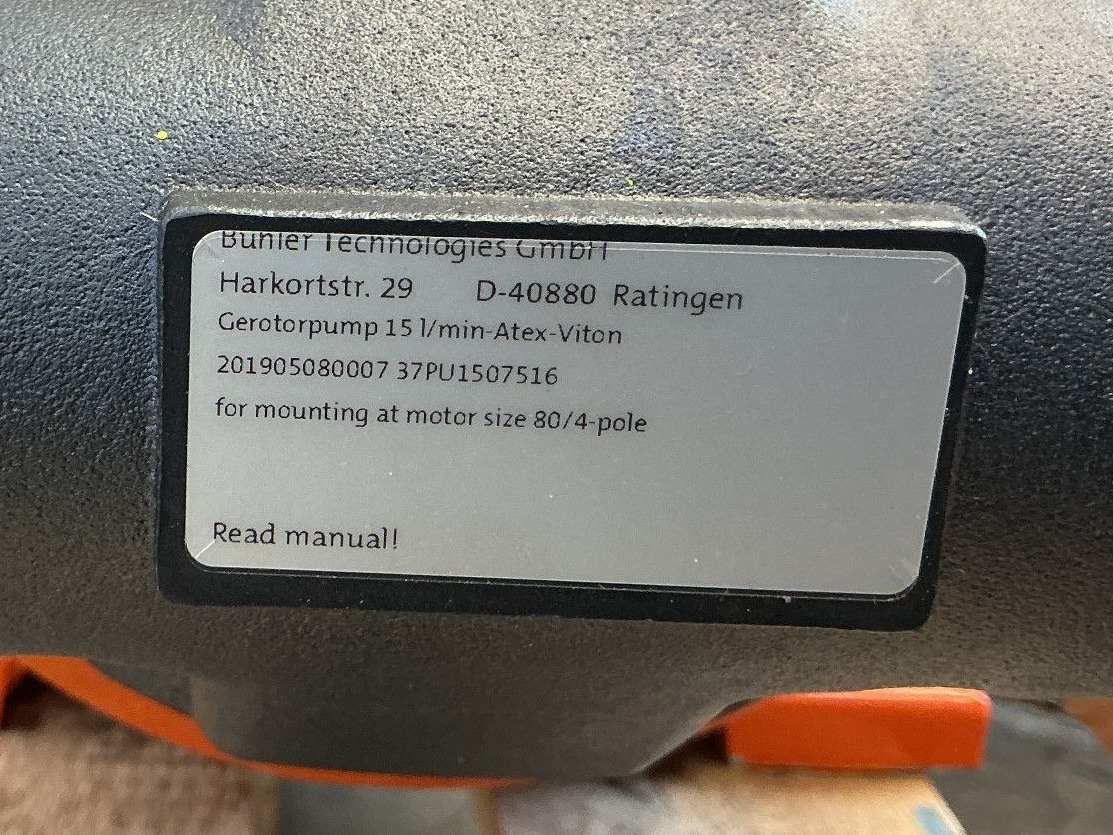 Bühler Technologies GmbH
Harkortstr. 29 D-40880 Ratingen
Gerotorpump 15 l/min-Atex-Viton
201905080007 37PU1507516
for mounting at motor size 80/4-pole
Read manual!